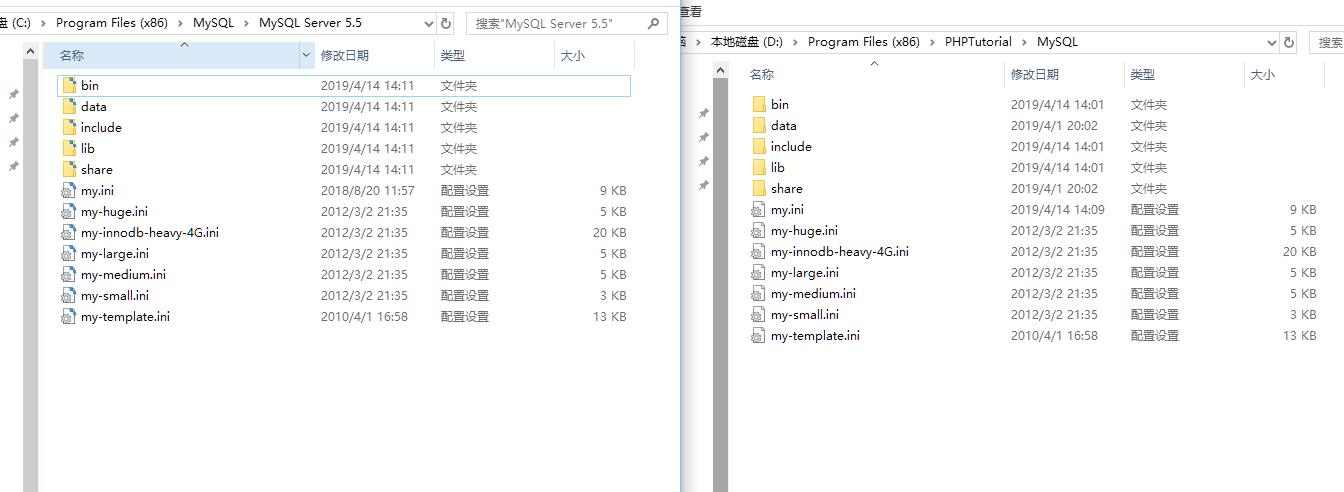 盘 (C:) › Program Files (x86) › MySQL › MySQL Server 5.5
搜索"MySQL Server 5.5"
名称 修改日期 类型 大小
bin 2019/4/14 14:11 文件夹
data 2019/4/14 14:11 文件夹
include 2019/4/14 14:11 文件夹
lib 2019/4/14 14:11 文件夹
share 2019/4/14 14:11 文件夹
my.ini 2018/8/20 11:57 配置设置 9 KB
my-huge.ini 2012/3/2 21:35 配置设置 5 KB
my-innodb-heavy-4G.ini 2012/3/2 21:35 配置设置 20 KB
my-large.ini 2012/3/2 21:35 配置设置 5 KB
my-medium.ini 2012/3/2 21:35 配置设置 5 KB
my-small.ini 2012/3/2 21:35 配置设置 3 KB
my-template.ini 2010/4/1 16:58 配置设置 13 KB
查看
脑 › 本地磁盘 (D:) › Program Files (x86) › PHPTutorial › MySQL
搜索
名称 修改日期 类型 大小
bin 2019/4/14 14:01 文件夹
data 2019/4/1 20:02 文件夹
include 2019/4/14 14:01 文件夹
lib 2019/4/14 14:01 文件夹
share 2019/4/1 20:02 文件夹
my.ini 2019/4/14 14:09 配置设置 9 KB
my-huge.ini 2012/3/2 21:35 配置设置 5 KB
my-innodb-heavy-4G.ini 2012/3/2 21:35 配置设置 20 KB
my-large.ini 2012/3/2 21:35 配置设置 5 KB
my-medium.ini 2012/3/2 21:35 配置设置 5 KB
my-small.ini 2012/3/2 21:35 配置设置 3 KB
my-template.ini 2010/4/1 16:58 配置设置 13 KB